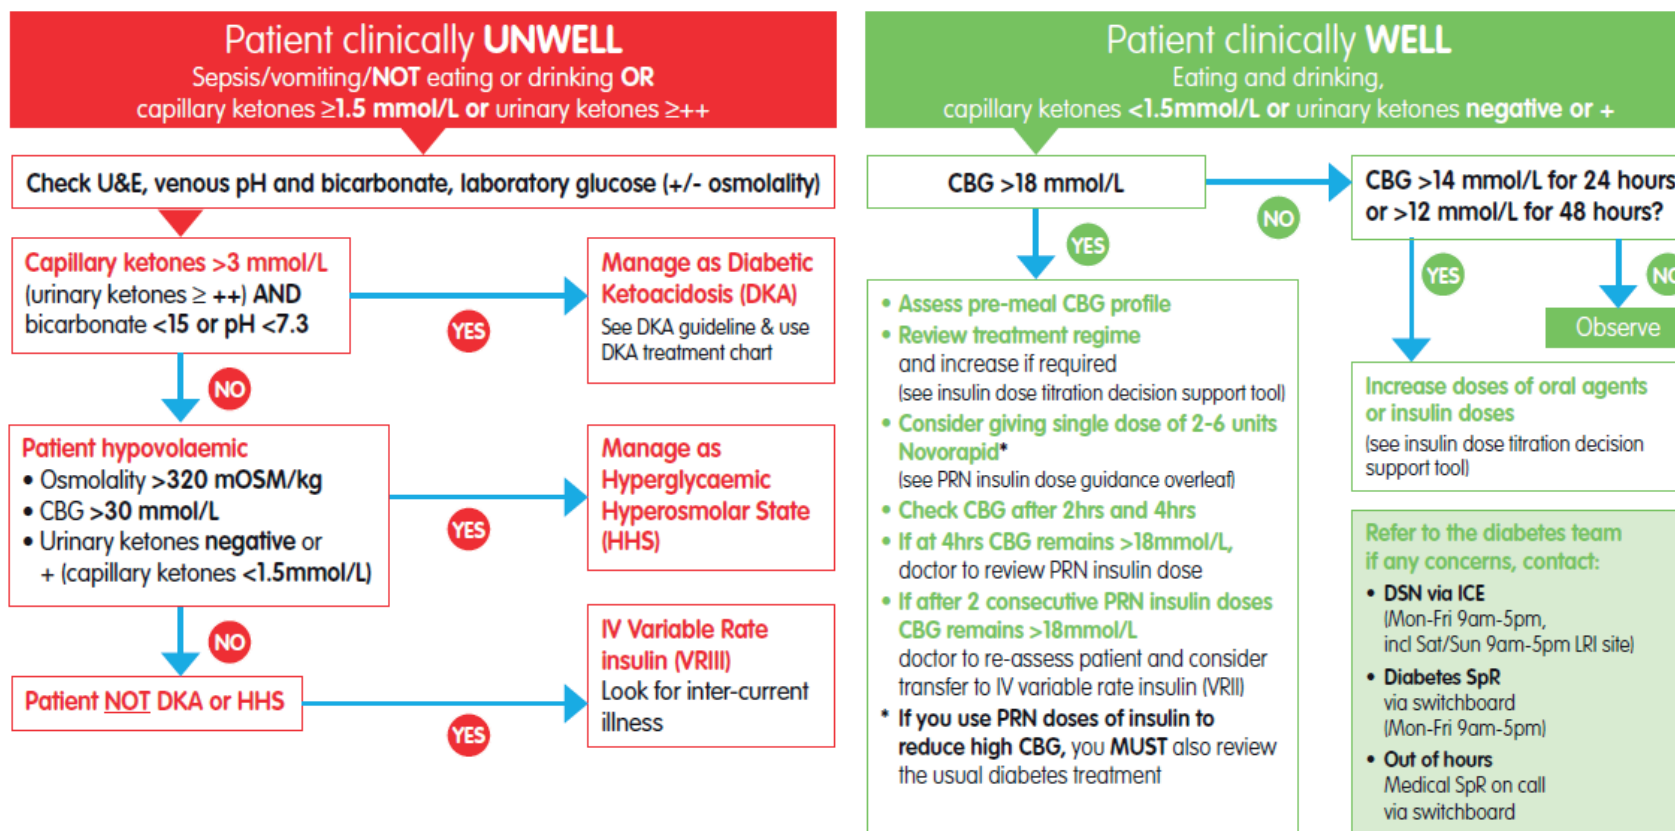 Patient clinically UNWELL
Sepsis/vomiting/NOT eating or drinking OR
capillary ketones ≥1.5 mmol/L or urinary ketones ≥++
Check U&E, venous pH and bicarbonate, laboratory glucose (+/- osmolality)
Capillary ketones >3 mmol/L
(urinary ketones ≥ ++) AND
bicarbonate <15 or pH <7.3
YES
Manage as Diabetic
Ketoacidosis (DKA)
See DKA guideline & use
DKA treatment chart
NO
Patient hypovolaemic
• Osmolality >320 mOSM/kg
• CBG >30 mmol/L
• Urinary ketones negative or
+ (capillary ketones <1.5mmol/L)
YES
Manage as
Hyperglycaemic
Hyperosmolar State
(HHS)
NO
Patient NOT DKA or HHS
YES
IV Variable Rate
insulin (VRIII)
Look for inter-current
illness
Patient clinically WELL
Eating and drinking,
capillary ketones <1.5mmol/L or urinary ketones negative or +
CBG >18 mmol/L
NO
CBG >14 mmol/L for 24 hours
or >12 mmol/L for 48 hours?
YES
• Assess pre-meal CBG profile
• Review treatment regime
and increase if required
(see insulin dose titration decision support tool)
• Consider giving single dose of 2-6 units
Novorapid*
(see PRN insulin dose guidance overleaf)
• Check CBG after 2hrs and 4hrs
• If at 4hrs CBG remains >18mmol/L,
doctor to review PRN insulin dose
• If after 2 consecutive PRN insulin doses
CBG remains >18mmol/L
doctor to re-assess patient and consider
transfer to IV variable rate insulin (VRII)
* If you use PRN doses of insulin to
reduce high CBG, you MUST also review
the usual diabetes treatment
YES
NO
Observe
Increase doses of oral agents
or insulin doses
(see insulin dose titration decision
support tool)
Refer to the diabetes team
if any concerns, contact:
• DSN via ICE
(Mon-Fri 9am-5pm,
incl Sat/Sun 9am-5pm LRI site)
• Diabetes SpR
via switchboard
(Mon-Fri 9am-5pm)
• Out of hours
Medical SpR on call
via switchboard